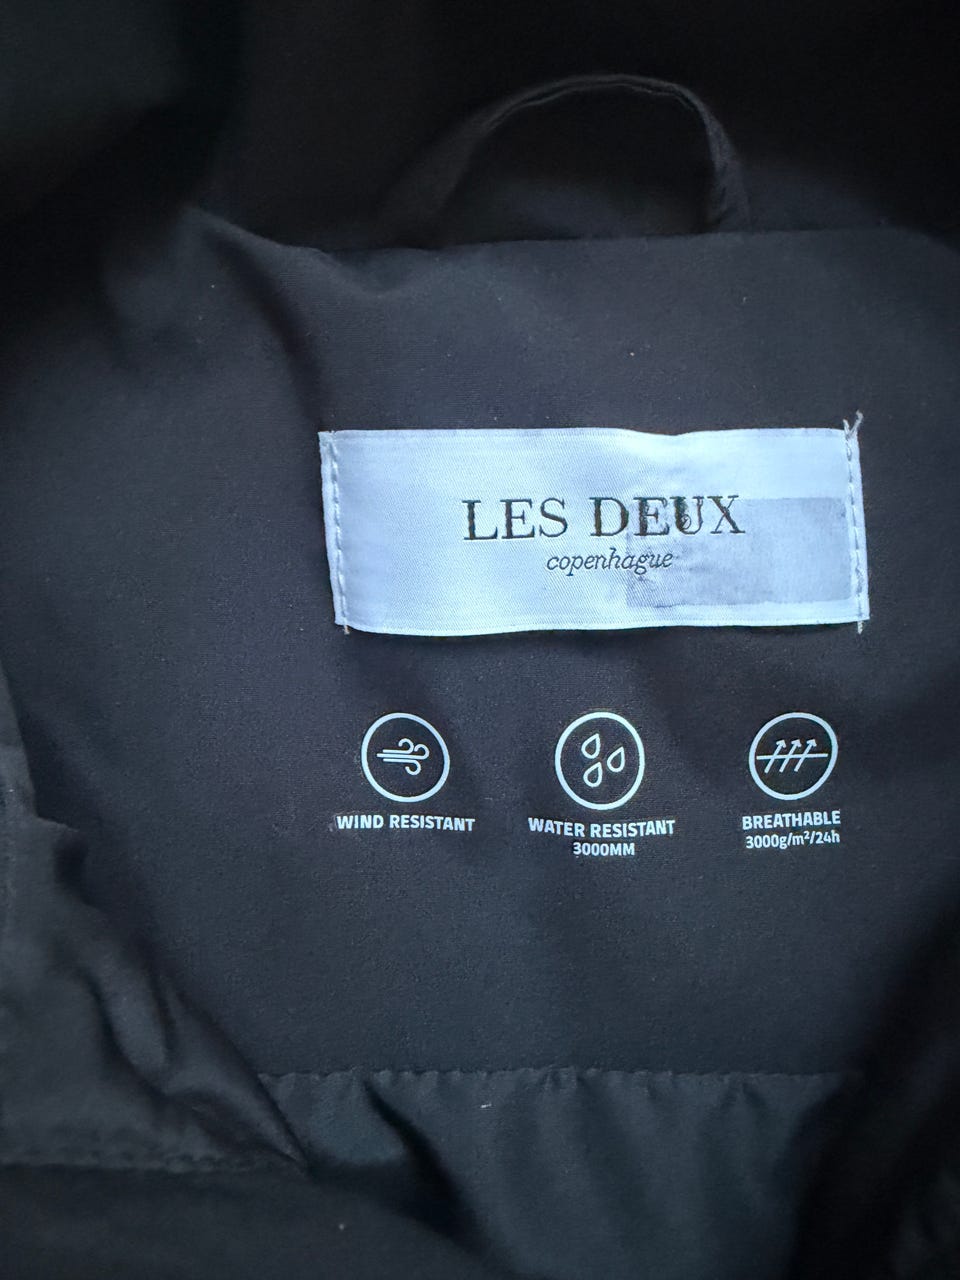 LES DEUX
copenhague
WIND RESISTANT
WATER RESISTANT
3000MM
BREATHABLE
3000g/m²/24h